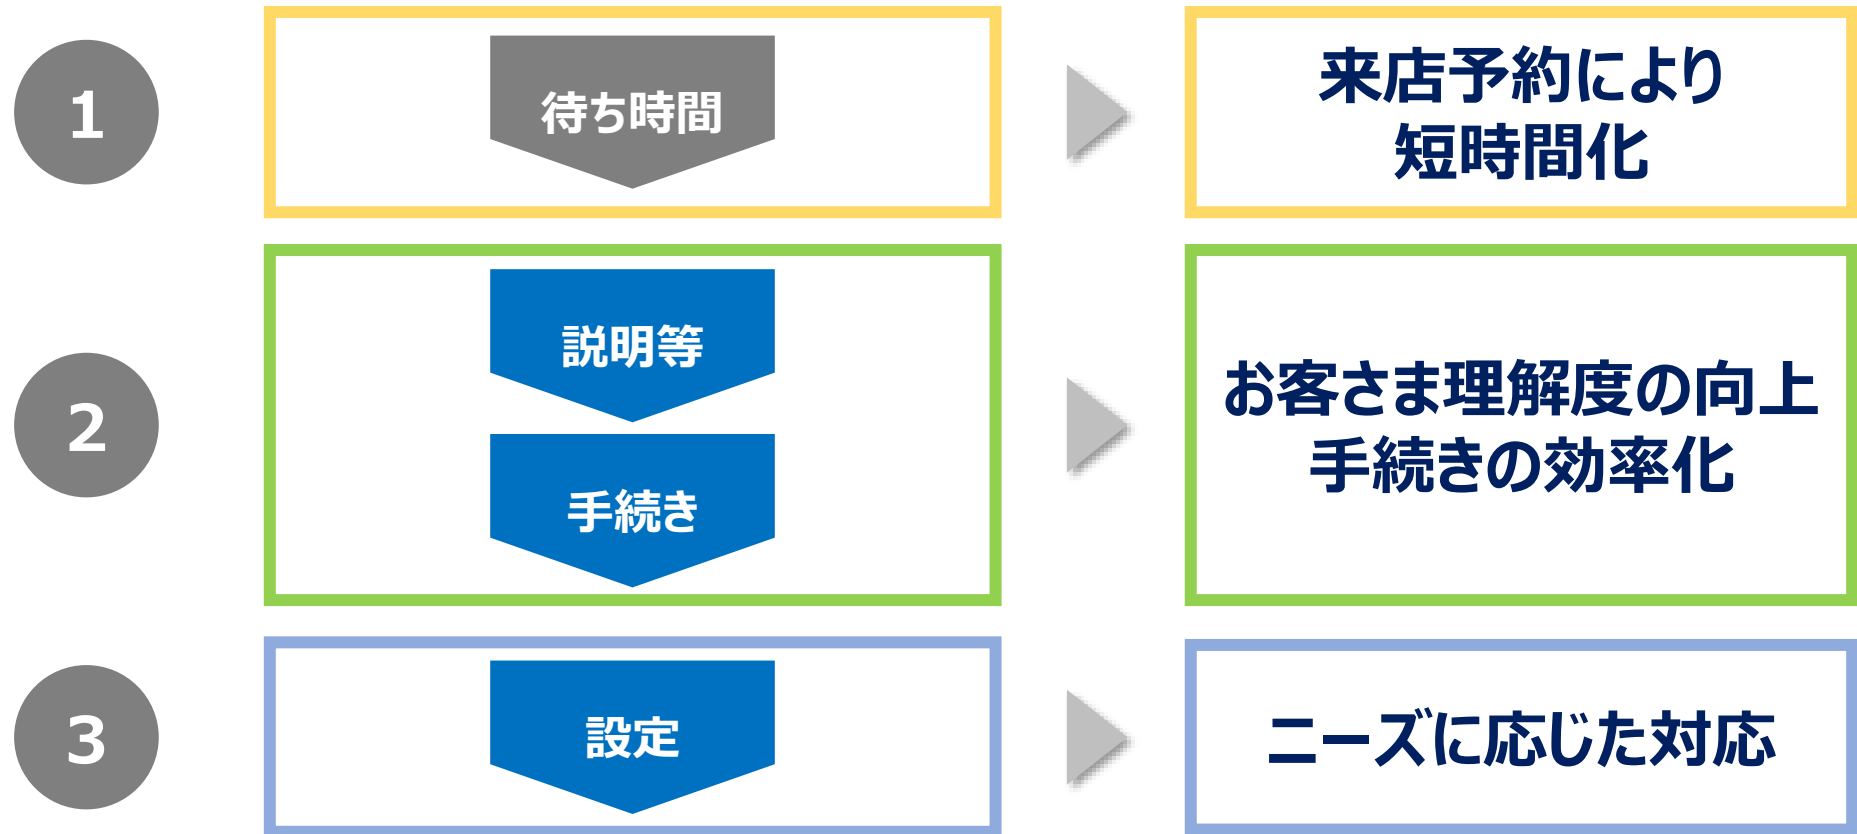 1
待ち時間
来店予約により
短時間化
2
説明等
手続き
お客さま理解度の向上
手続きの効率化
3
設定
ニーズに応じた対応